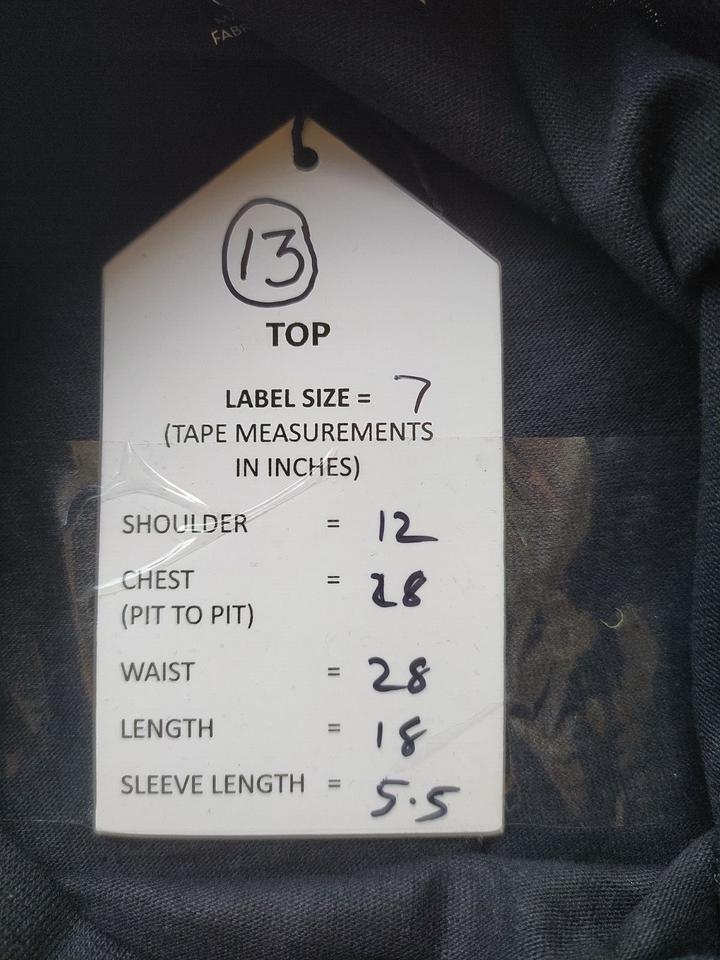 13
TOP
LABEL SIZE = 7
(TAPE MEASUREMENTS
IN INCHES)
SHOULDER = 12
CHEST = 28
(PIT TO PIT)
WAIST = 28
LENGTH = 18
SLEEVE LENGTH = 5.5